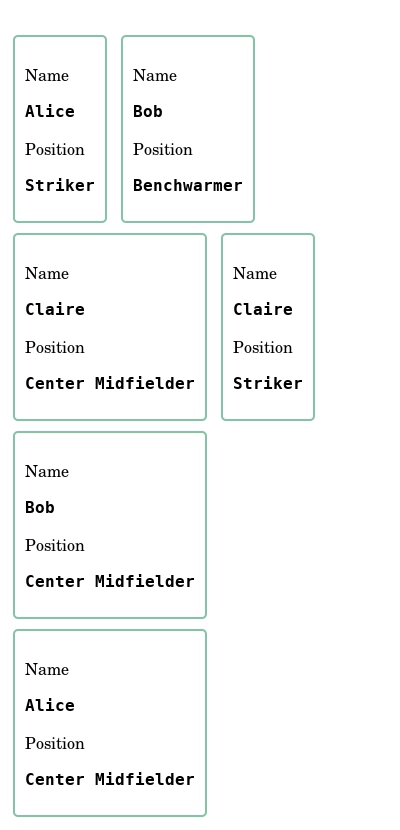 Name
Alice
Position
Striker
Name
Bob
Position
Benchwarmer
Name
Claire
Position
Center Midfielder
Name
Claire
Position
Striker
Name
Bob
Position
Center Midfielder
Name
Alice
Position
Center Midfielder